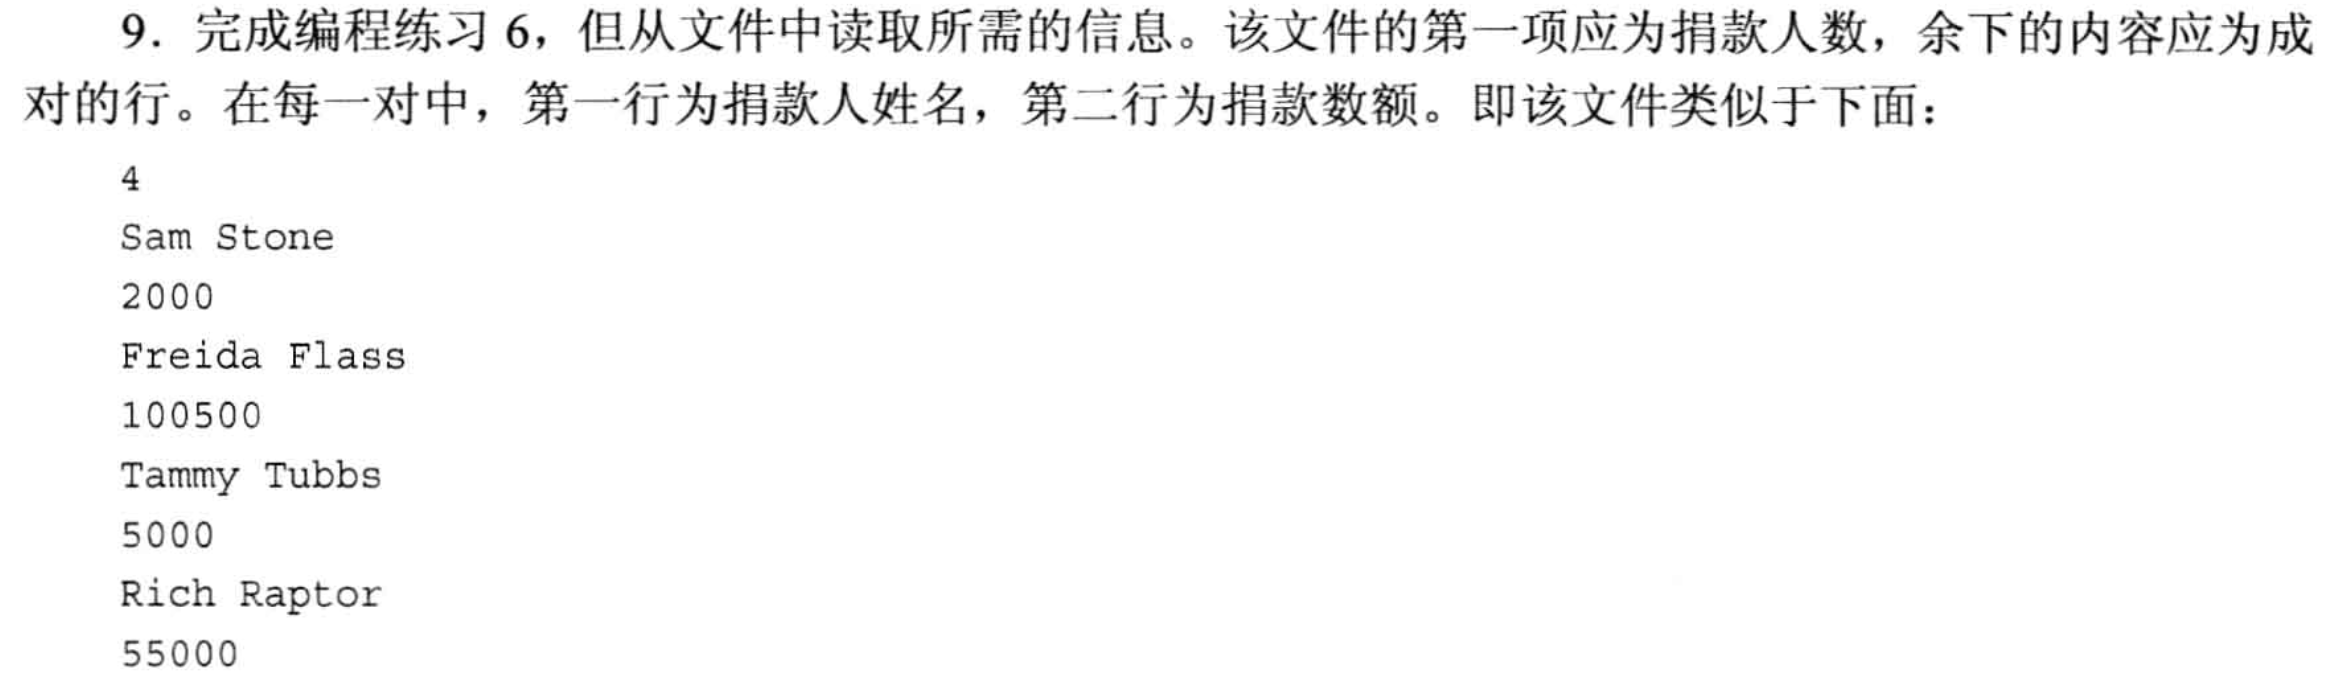 9. 完成编程练习 6，但从文件中读取所需的信息。该文件的第一项应为捐款人数，余下的内容应为成
对的行。在每一对中，第一行为捐款人姓名，第二行为捐款数额。即该文件类似于下面：
4
Sam Stone
2000
Freida Flass
100500
Tammy Tubbs
5000
Rich Raptor
55000